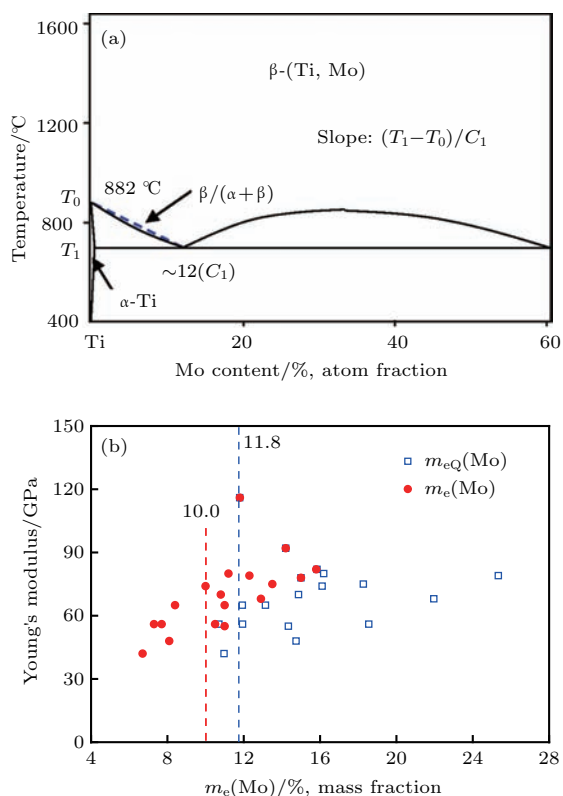 (a)
1600
1200
800
400
Temperature/℃
T₀
T₁
β-(Ti, Mo)
Slope: (T₁−T₀)/C₁
882 ℃
β/(α+β)
~12(C₁)
α-Ti
Ti
20
40
60
Mo content/%, atom fraction
(b)
150
120
90
60
30
0
Young's modulus/GPa
11.8
10.0
mₑQ(Mo)
mₑ(Mo)
4
8
12
16
20
24
28
mₑ(Mo)/%, mass fraction